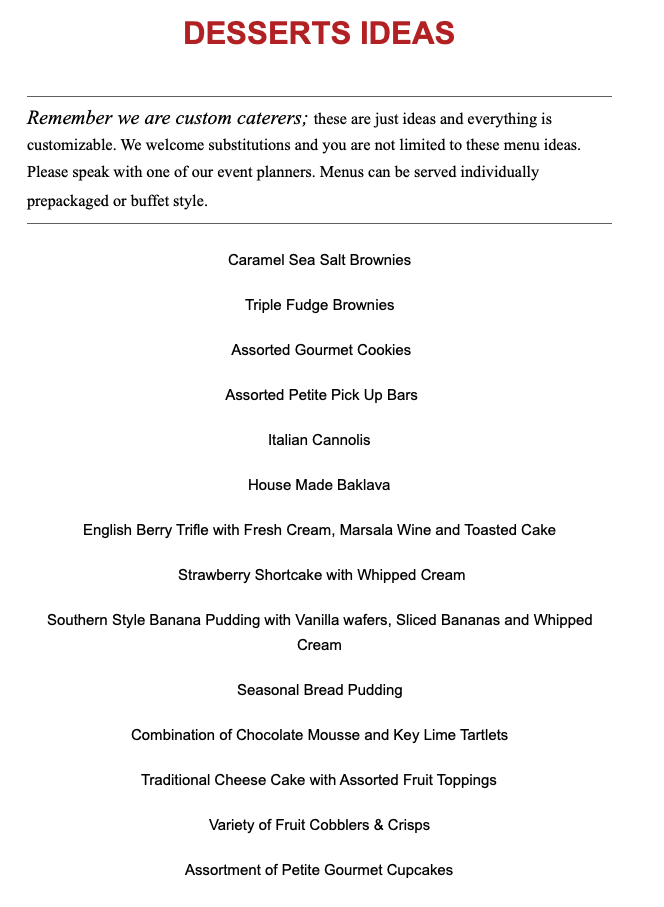 DESSERTS IDEAS
Remember we are custom caterers; these are just ideas and everything is
customizable. We welcome substitutions and you are not limited to these menu ideas.
Please speak with one of our event planners. Menus can be served individually
prepackaged or buffet style.
Caramel Sea Salt Brownies
Triple Fudge Brownies
Assorted Gourmet Cookies
Assorted Petite Pick Up Bars
Italian Cannolis
House Made Baklava
English Berry Trifle with Fresh Cream, Marsala Wine and Toasted Cake
Strawberry Shortcake with Whipped Cream
Southern Style Banana Pudding with Vanilla wafers, Sliced Bananas and Whipped
Cream
Seasonal Bread Pudding
Combination of Chocolate Mousse and Key Lime Tartlets
Traditional Cheese Cake with Assorted Fruit Toppings
Variety of Fruit Cobblers & Crisps
Assortment of Petite Gourmet Cupcakes